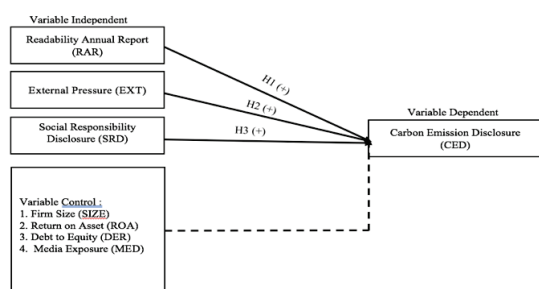 Variable Independent
Readability Annual Report
(RAR)
H1 (+)
External Pressure (EXT)
H2 (+)
Variable Dependent
Social Responsibility
Disclosure (SRD)
H3 (+)
Carbon Emission Disclosure
(CED)
Variable Control :
1. Firm Size (SIZE)
2. Return on Asset (ROA)
3. Debt to Equity (DER)
4. Media Exposure (MED)